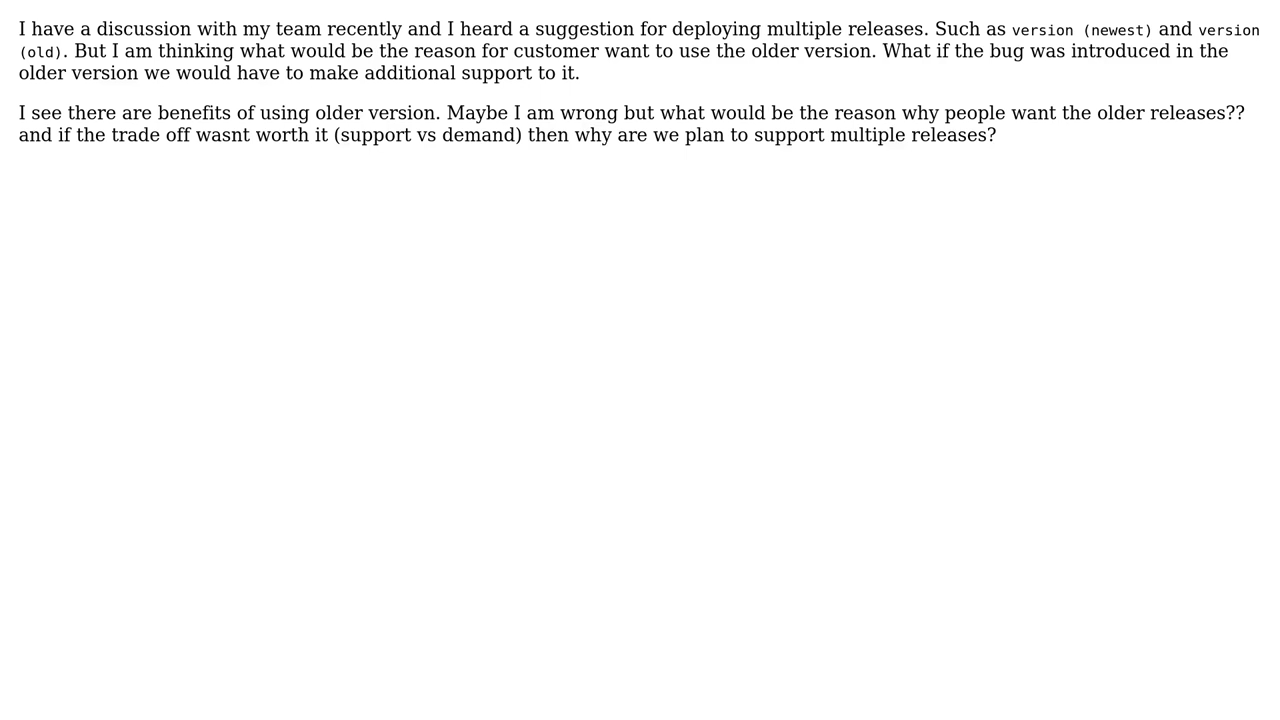 I have a discussion with my team recently and I heard a suggestion for deploying multiple releases. Such as version (newest) and version
(old). But I am thinking what would be the reason for customer want to use the older version. What if the bug was introduced in the
older version we would have to make additional support to it.
I see there are benefits of using older version. Maybe I am wrong but what would be the reason why people want the older releases??
and if the trade off wasnt worth it (support vs demand) then why are we plan to support multiple releases?